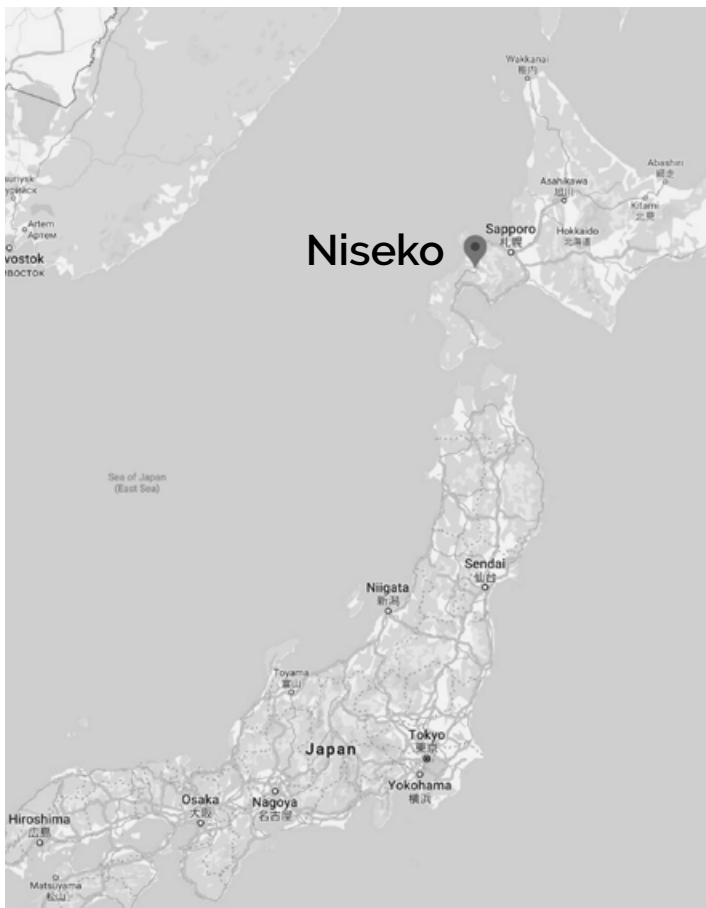 Wakkanai
稚内
Abashiri
網走
Asahikawa
旭川
Kitami
北見
Hokkaido
北海道
Sapporo
札幌
Niseko
Artem
Артем
vostok
восток
Sea of Japan
(East Sea)
Sendai
仙台
Niigata
新潟
Toyama
富山
Japan
Tokyo
東京
Yokohama
横浜
Nagoya
名古屋
Osaka
大阪
Hiroshima
広島
Matsuyama
松山